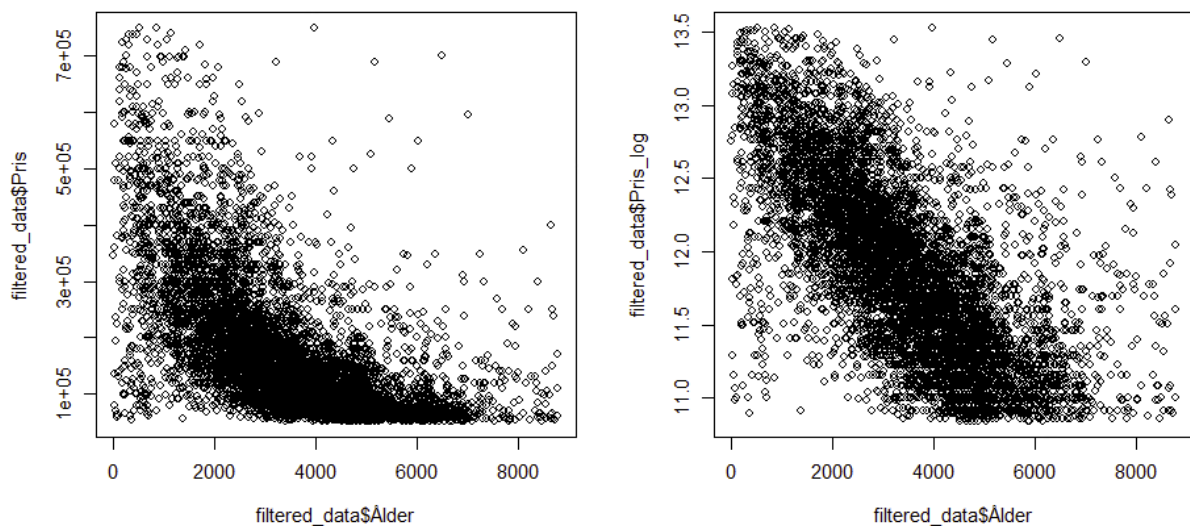 filtered_data$Pris
1e+05
3e+05
5e+05
7e+05
0
2000
4000
6000
8000
filtered_data$Ålder
filtered_data$Pris_log
11.0
11.5
12.0
12.5
13.0
13.5
0
2000
4000
6000
8000
filtered_data$Ålder